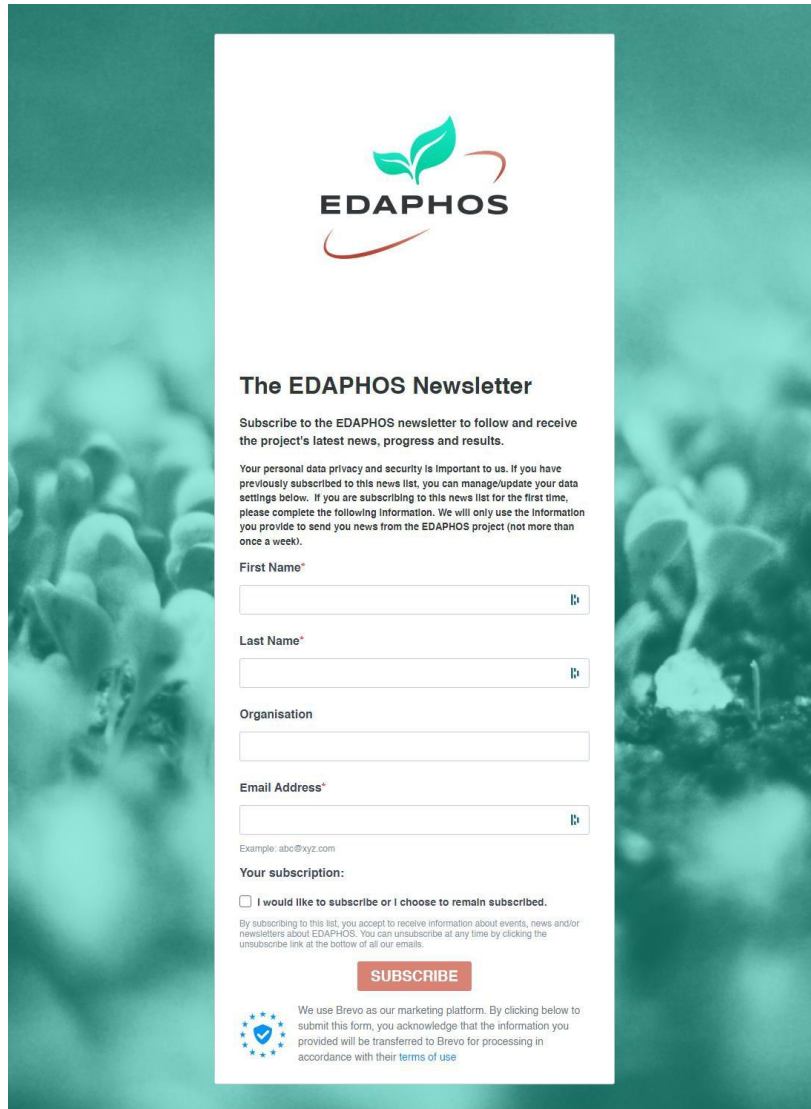 EDAPHOS
The EDAPHOS Newsletter
Subscribe to the EDAPHOS newsletter to follow and receive
the project's latest news, progress and results.
Your personal data privacy and security is important to us. If you have
previously subscribed to this news list, you can manage/update your data
settings below. If you are subscribing to this news list for the first time,
please complete the following information. We will only use the information
you provide to send you news from the EDAPHOS project (not more than
once a week).
First Name*
Last Name*
Organisation
Email Address*
Example: abc@xyz.com
Your subscription:
I would like to subscribe or I choose to remain subscribed.
By subscribing to this list, you accept to receive information about events, news and/or
newsletters about EDAPHOS. You can unsubscribe at any time by clicking the
unsubscribe link at the bottow of all our emails.
SUBSCRIBE
We use Brevo as our marketing platform. By clicking below to
submit this form, you acknowledge that the information you
provided will be transferred to Brevo for processing in
accordance with their terms of use